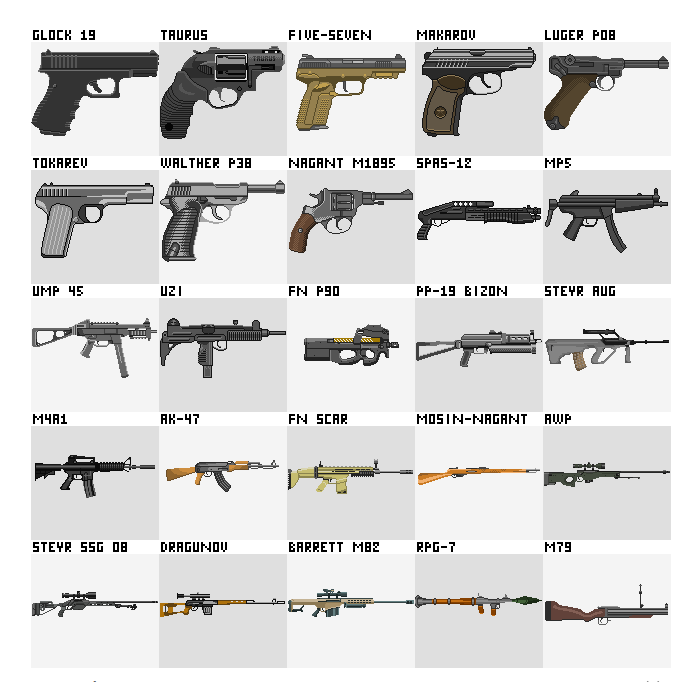 GLOCK 19 TAURUS FIVE-SEVEN MAKAROV LUGER P08
TAURUS
TOKAREV WALTHER P38 NAGANT M1895 SPAS-12 MP5
UMP 45 UZI FN P90 PP-19 BIZON STEYR AUG
M4A1 AK-47 FN SCAR MOSIN-NAGANT AWP
STEYR SSG 08 DRAGUNOV BARRETT M82 RPG-7 M79